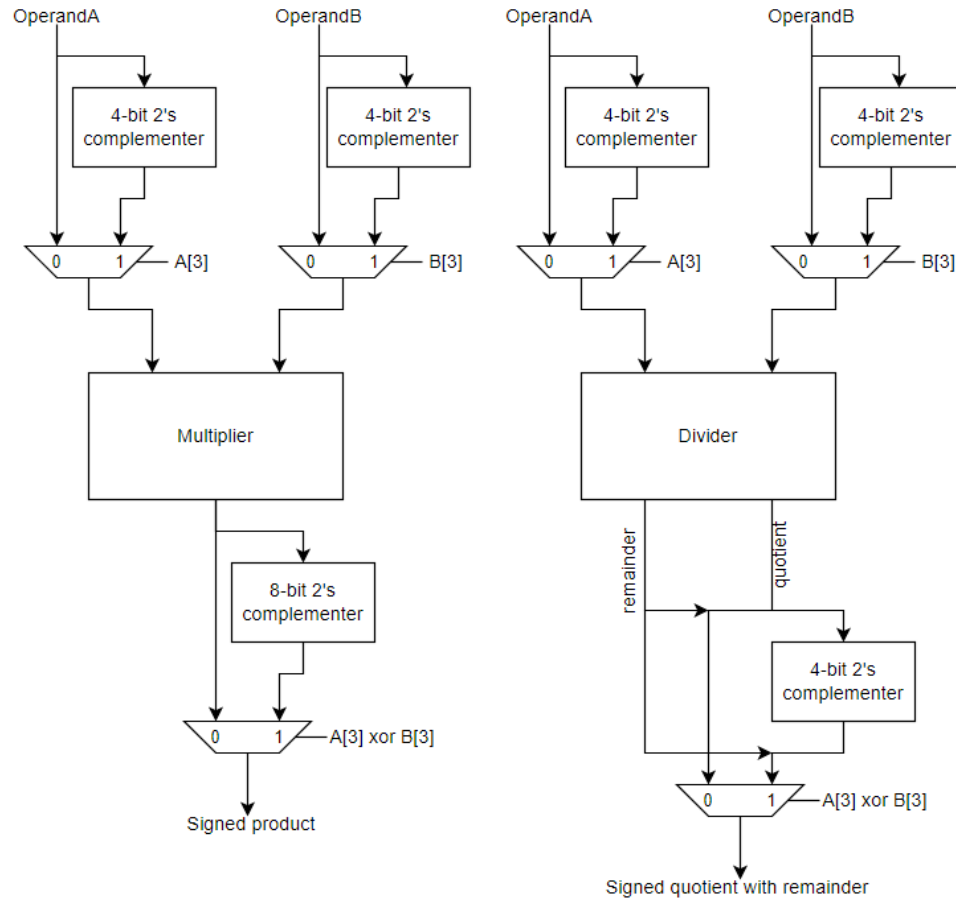 OperandA
OperandB
OperandA
OperandB
4-bit 2's
complementer
4-bit 2's
complementer
4-bit 2's
complementer
4-bit 2's
complementer
0 1 A[3]
0 1 B[3]
0 1 A[3]
0 1 B[3]
Multiplier
Divider
remainder
quotient
8-bit 2's
complementer
4-bit 2's
complementer
0 1 A[3] xor B[3]
0 1 A[3] xor B[3]
Signed product
Signed quotient with remainder